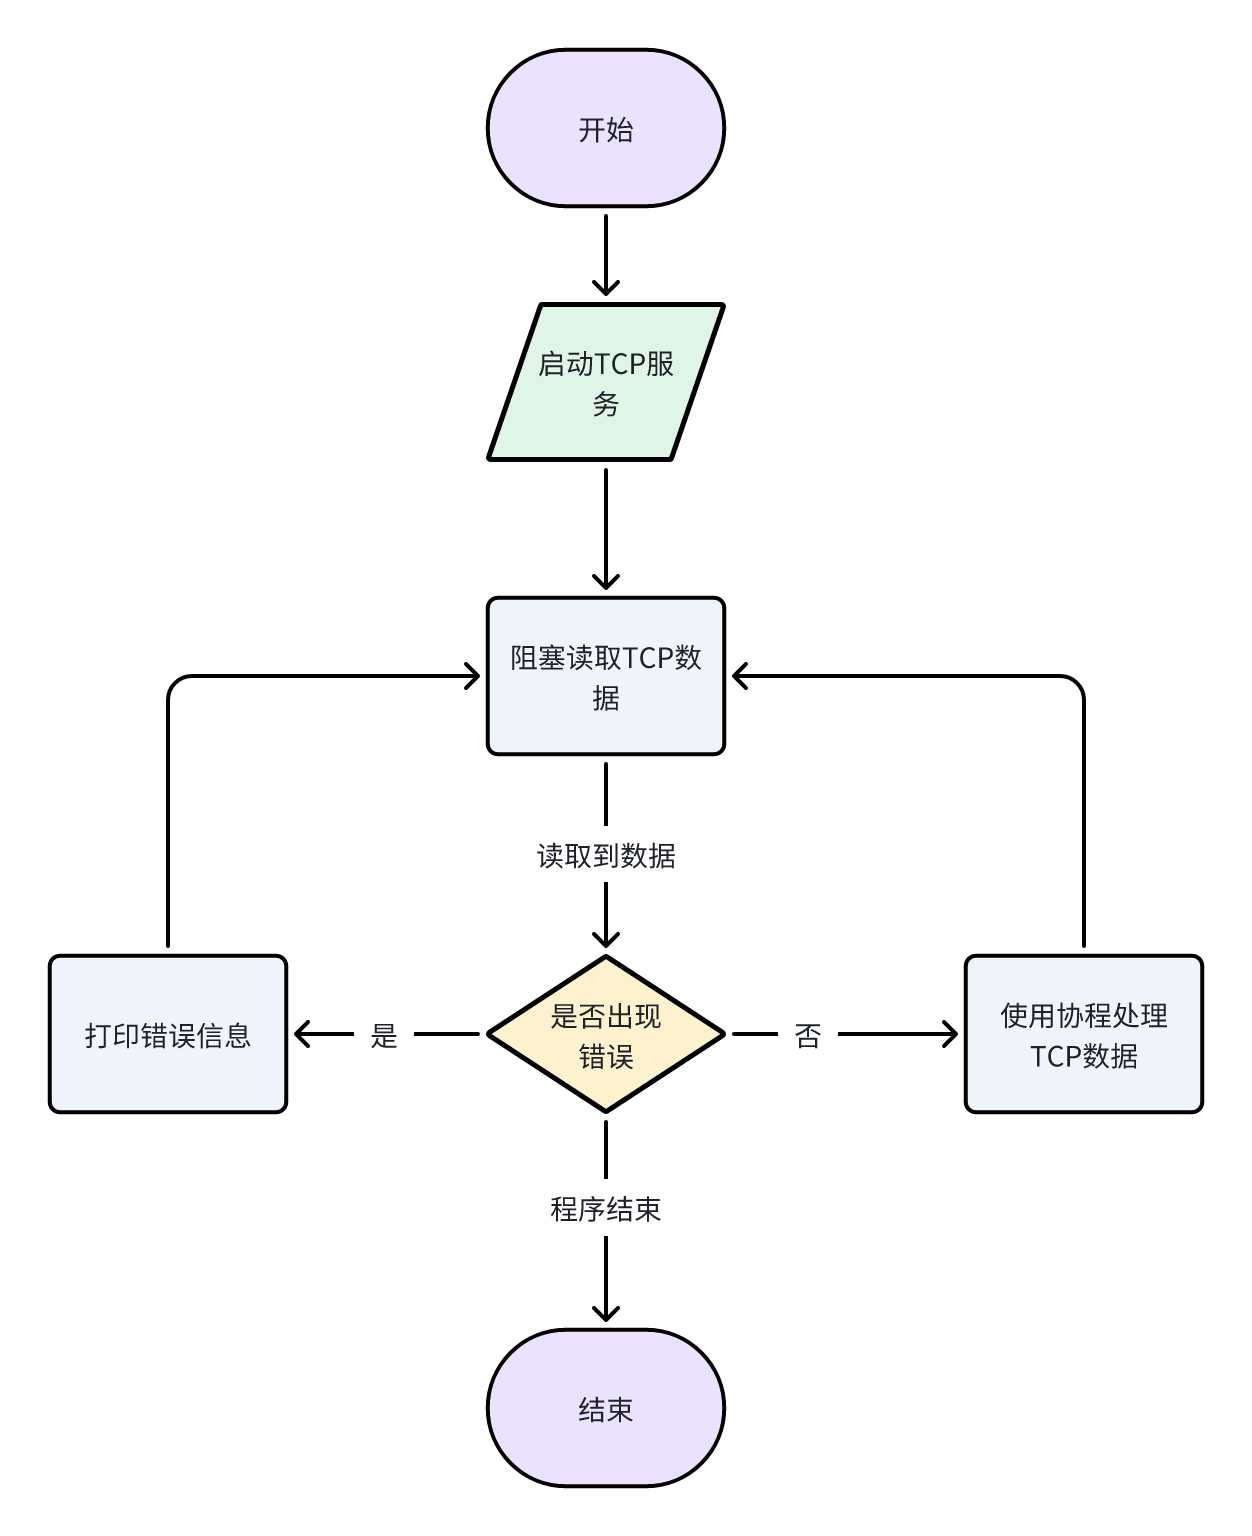 开始
启动TCP服
务
阻塞读取TCP数
据
读取到数据
是否出现
错误
是
打印错误信息
否
使用协程处理
TCP数据
程序结束
结束